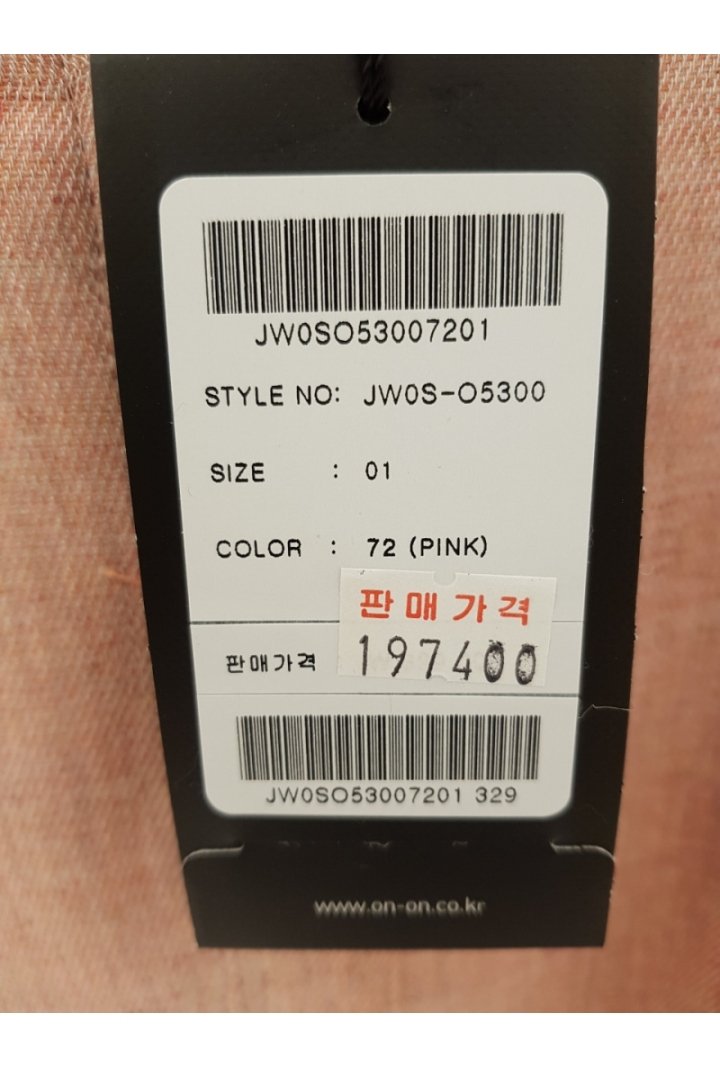 JW0SO53007201
STYLE NO: JW0S-O5300
SIZE : 01
COLOR : 72 (PINK)
판매가격
판매가격 197400
JW0SO53007201 329
www.on-on.co.kr